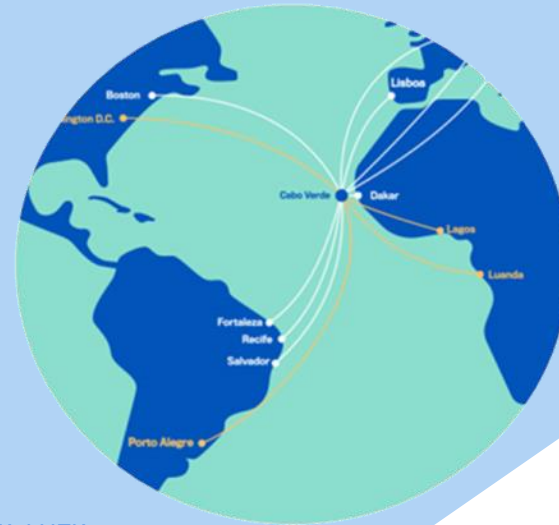 Lisboa
Boston
ington D.C.
Cabo Verde
Dakar
Lagos
Luanda
Fortaleza
Recife
Salvador
Porto Alegre